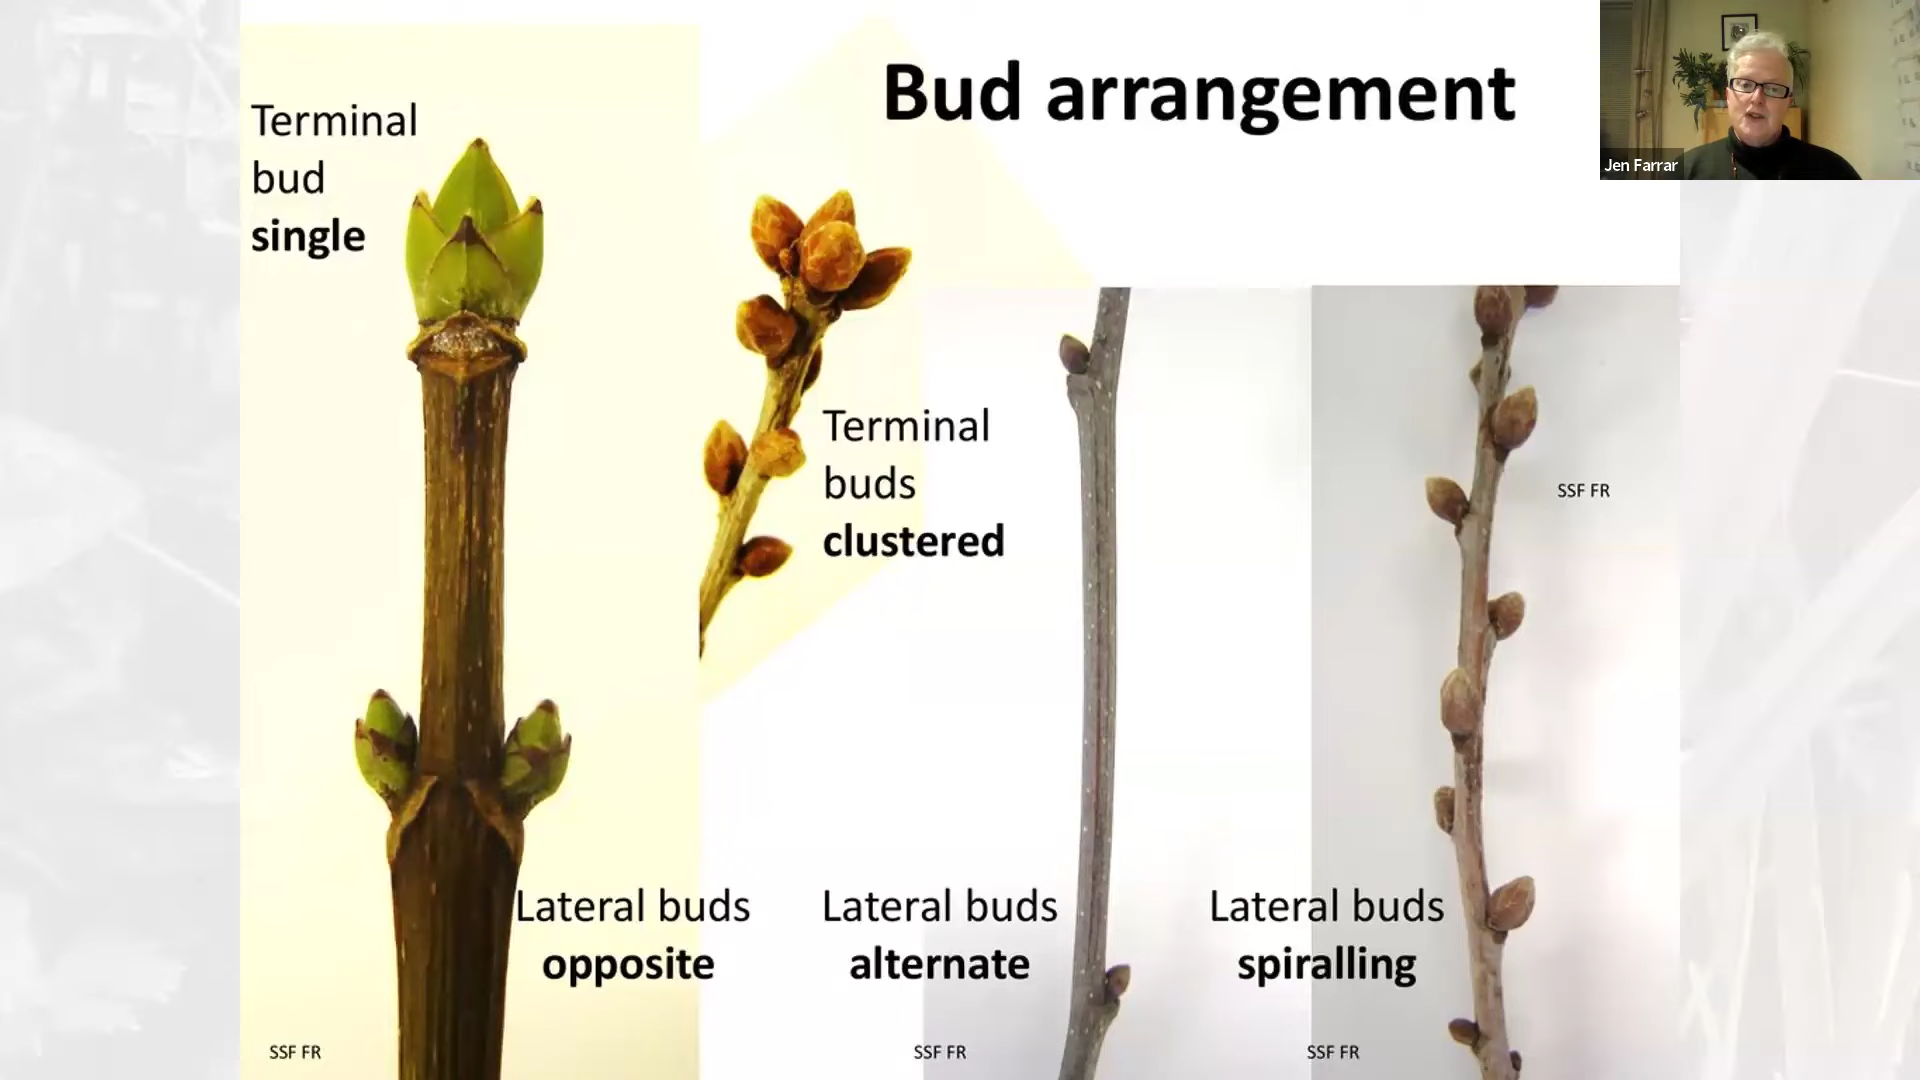 Bud arrangement
Jen Farrar
Terminal
bud
single
Terminal
buds
clustered
SSF FR
Lateral buds
opposite
Lateral buds
alternate
Lateral buds
spiralling
SSF FR
SSF FR
SSF FR